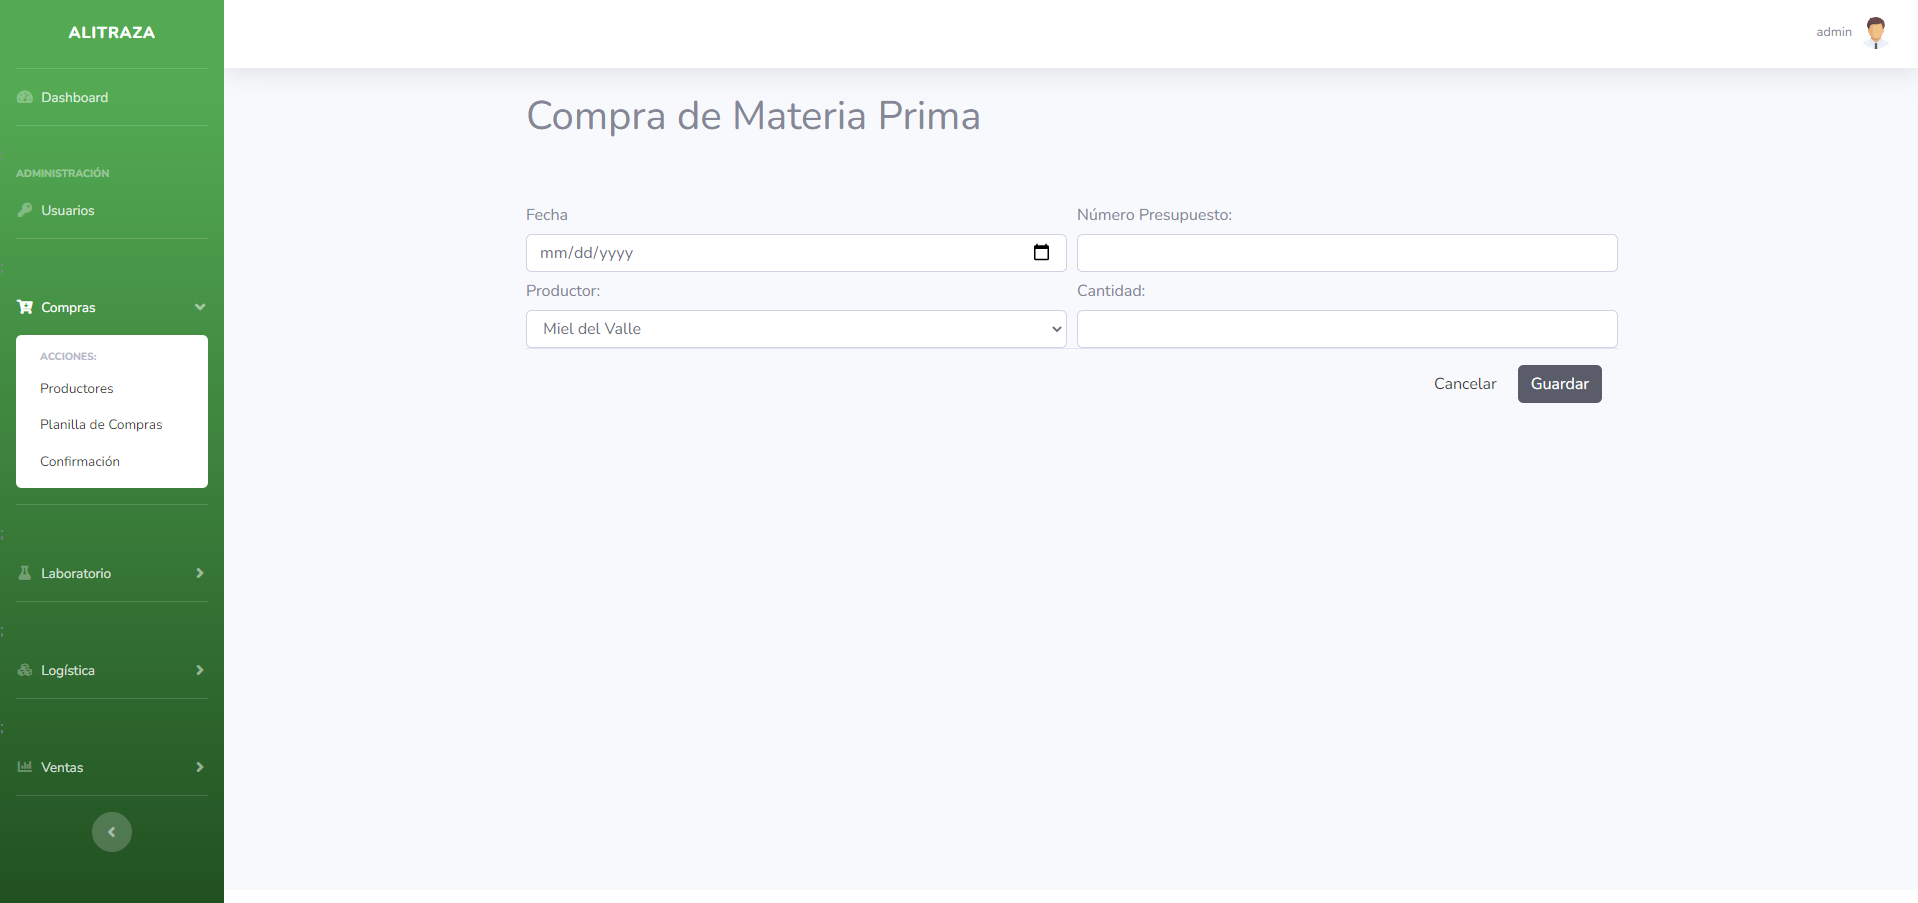 ALITRAZA
admin
Dashboard
ADMINISTRACIÓN
Usuarios
;
Compras
ACCIONES:
Productores
Planilla de Compras
Confirmación
;
Laboratorio
;
Logística
;
Ventas
Compra de Materia Prima
Fecha
Número Presupuesto:
mm/dd/yyyy
Productor:
Cantidad:
Miel del Valle
Cancelar
Guardar